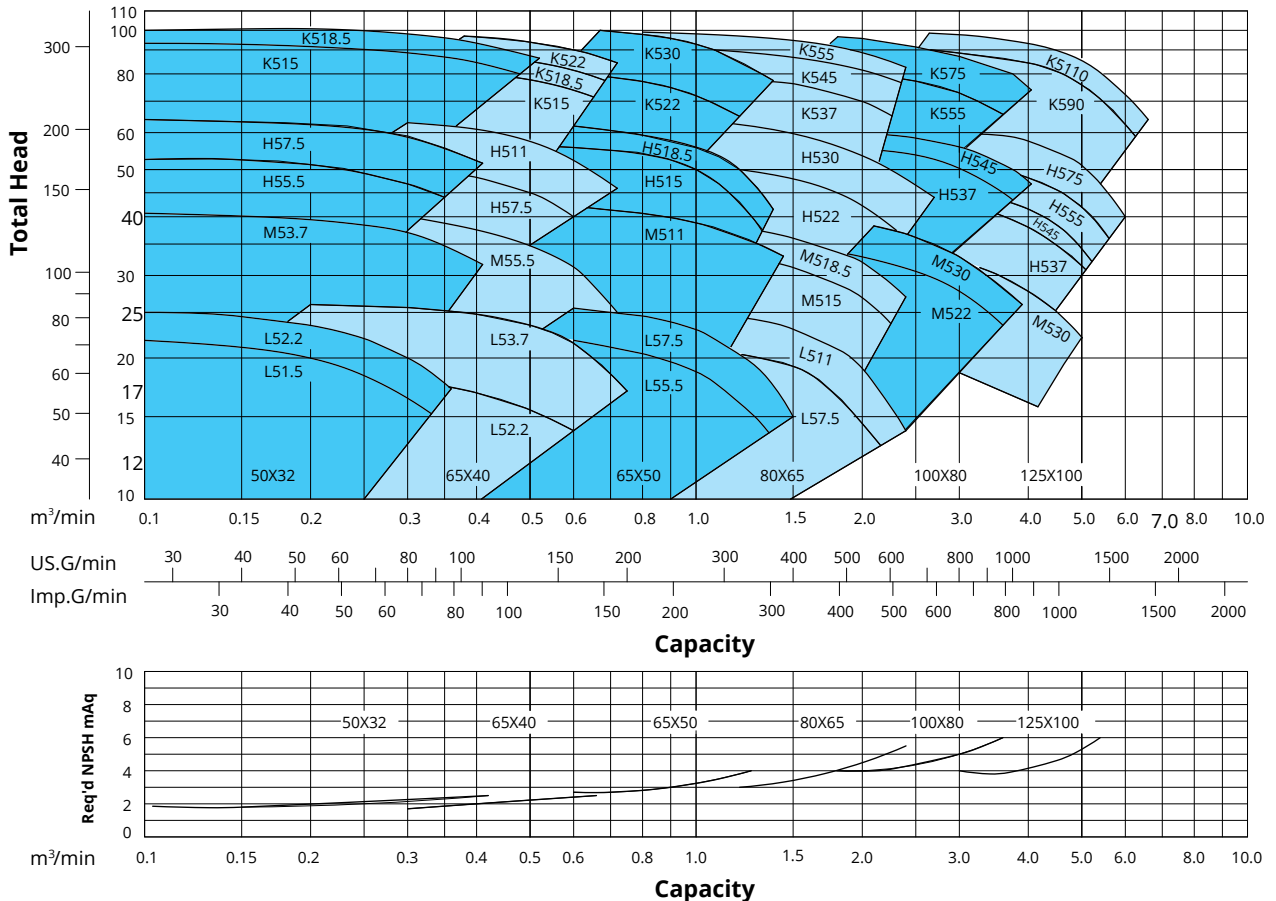 110
100
80
60
50
40
30
25
20
17
15
12
10
300
200
150
100
80
60
50
40
Total Head
K518.5
K515
K522
K518.5
K515
K530
K522
K555
K545
K537
K575
K555
K5110
K590
H57.5
H55.5
H511
H57.5
H518.5
H515
H530
H522
H545
H537
H575
H555
H545
H537
M53.7
M55.5
M511
M518.5
M515
M530
M522
M530
L52.2
L51.5
L53.7
L52.2
L57.5
L55.5
L511
L57.5
50X32 65X40 65X50 80X65 100X80 125X100
m³/min 0.1 0.15 0.2 0.3 0.4 0.5 0.6 0.8 1.0 1.5 2.0 3.0 4.0 5.0 6.0 7.0 8.0 10.0
US.G/min 30 40 50 60 80 100 150 200 300 400 500 600 800 1000 1500 2000
Imp.G/min 30 40 50 60 80 100 150 200 300 400 500 600 800 1000 1500 2000
Capacity
Req'd NPSH mAq
10
8
6
4
2
0
50X32 65X40 65X50 80X65 100X80 125X100
m³/min 0.1 0.15 0.2 0.3 0.4 0.5 0.6 0.8 1.0 1.5 2.0 3.0 4.0 5.0 6.0 8.0 10.0
Capacity